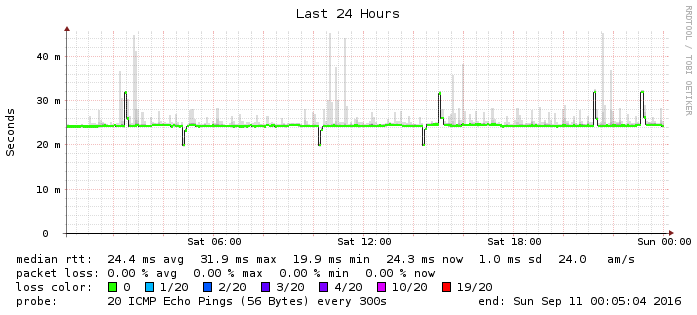 Last 24 Hours
RRDTOOL / TOBI OETIKER
Seconds
40 m
30 m
20 m
10 m
0
Sat 06:00 Sat 12:00 Sat 18:00 Sun 00:00
median rtt: 24.4 ms avg 31.9 ms max 19.9 ms min 24.3 ms now 1.0 ms sd 24.0 am/s
packet loss: 0.00 % avg 0.00 % max 0.00 % min 0.00 % now
loss color: 0 1/20 2/20 3/20 4/20 10/20 19/20
probe: 20 ICMP Echo Pings (56 Bytes) every 300s end: Sun Sep 11 00:05:04 2016